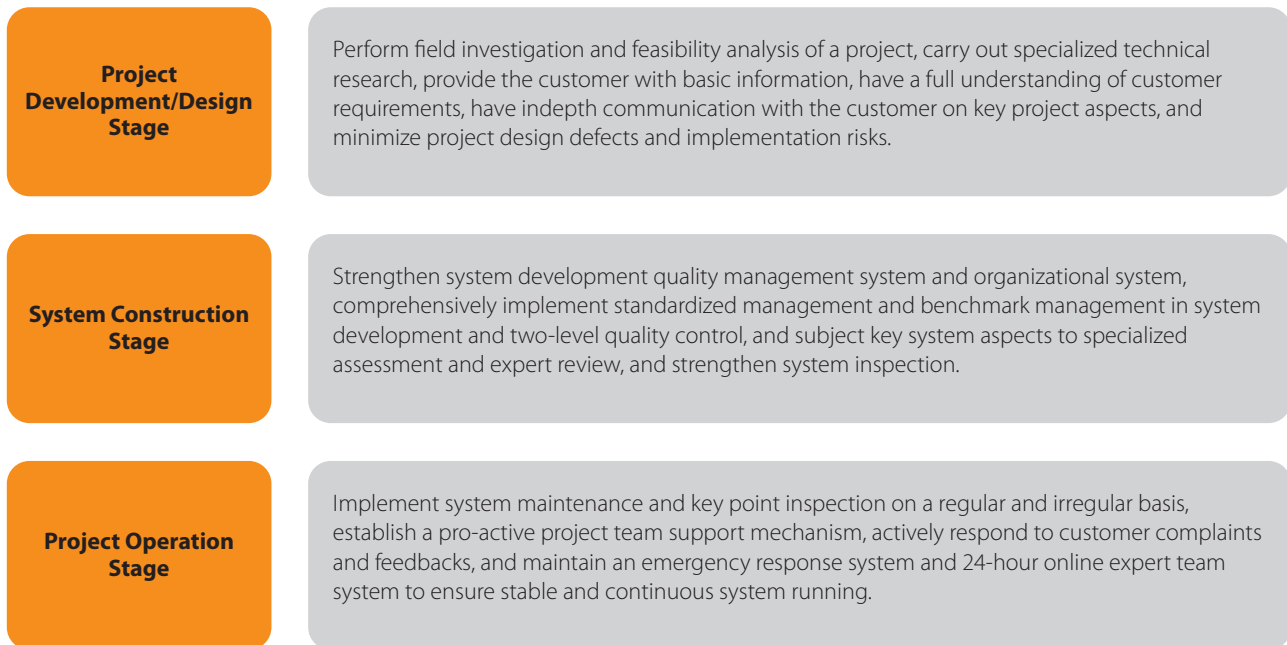 Project
Development/Design
Stage
Perform field investigation and feasibility analysis of a project, carry out specialized technical
research, provide the customer with basic information, have a full understanding of customer
requirements, have indepth communication with the customer on key project aspects, and
minimize project design defects and implementation risks.
System Construction
Stage
Strengthen system development quality management system and organizational system,
comprehensively implement standardized management and benchmark management in system
development and two-level quality control, and subject key system aspects to specialized
assessment and expert review, and strengthen system inspection.
Project Operation
Stage
Implement system maintenance and key point inspection on a regular and irregular basis,
establish a pro-active project team support mechanism, actively respond to customer complaints
and feedbacks, and maintain an emergency response system and 24-hour online expert team
system to ensure stable and continuous system running.